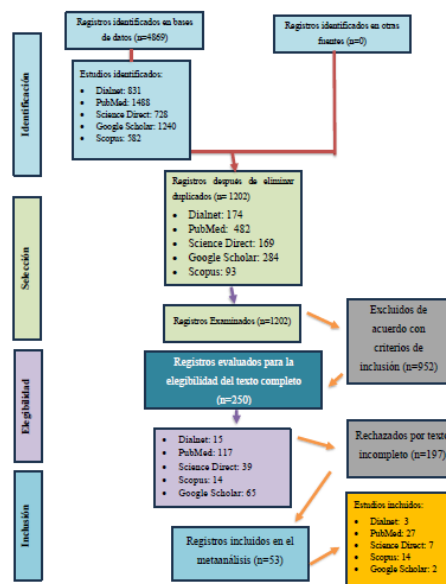 Registros identificados en bases
de datos (n=4869)
Registros identificados en otras
fuentes (n=0)
Identificación
Estudios identificados:
• Dialnet: 831
• PubMed: 1488
• Science Direct: 728
• Google Scholar: 1240
• Scopus: 582
Registros después de eliminar
duplicados (n= 1202)
• Dialnet: 174
• PubMed: 482
• Science Direct: 169
• Google Scholar: 284
• Scopus: 93
Selección
Registros Examinados (n=1202)
Excluidos de
acuerdo con
criterios de
inclusión (n=952)
Registros evaluados para la
elegibilidad del texto completo
(n=250)
Elegibilidad
• Dialnet: 15
• PubMed: 117
• Science Direct: 39
• Scopus: 14
• Google Scholar: 65
Rechazados por texto
incompleto (n=197)
Inclusión
Registros incluidos en el
metaanálisis (n=53)
Estudios incluidos:
• Dialnet: 3
• PubMed: 27
• Science Direct: 7
• Scopus: 14
• Google Scholar: 2